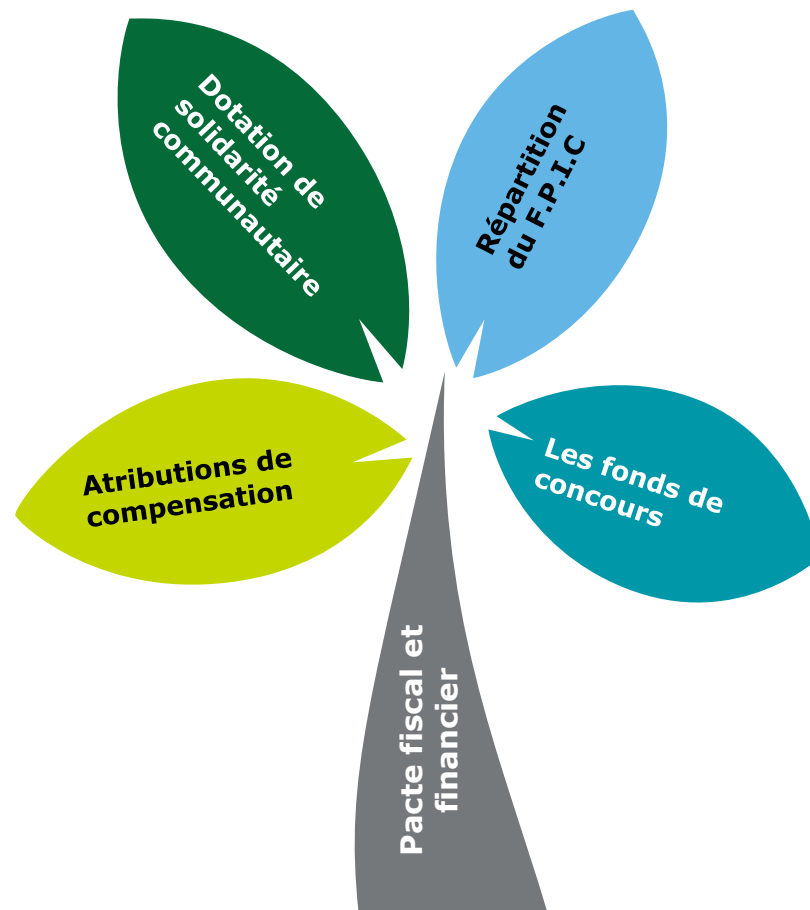 Dotation de
solidarité
communautaire
Répartition
du F.P.I.C
Atributions de
compensation
Les fonds de
concours
Pacte fiscal et
financier